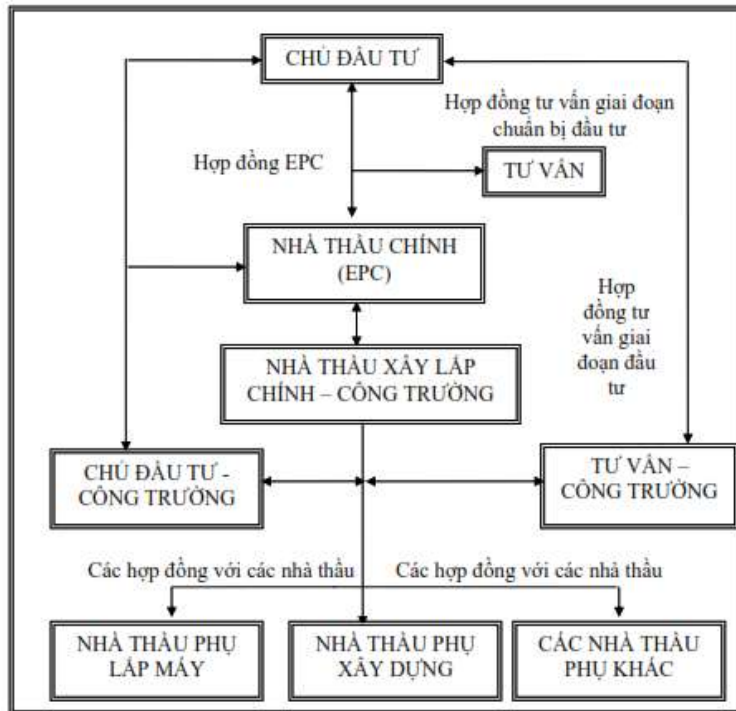 CHỦ ĐẦU TƯ
Hợp đồng tư vấn giai đoạn
chuẩn bị đầu tư
Hợp đồng EPC
TƯ VẤN
NHÀ THẦU CHÍNH
(EPC)
Hợp
đồng tư
vấn giai
đoạn đầu
tư
NHÀ THẦU XÂY LẮP
CHÍNH – CÔNG TRƯỜNG
CHỦ ĐẦU TƯ -
CÔNG TRƯỜNG
TƯ VẤN –
CÔNG TRƯỜNG
Các hợp đồng với các nhà thầu
Các hợp đồng với các nhà thầu
NHÀ THẦU PHỤ
LẮP MÁY
NHÀ THẦU PHỤ
XÂY DỰNG
CÁC NHÀ THẦU
PHỤ KHÁC